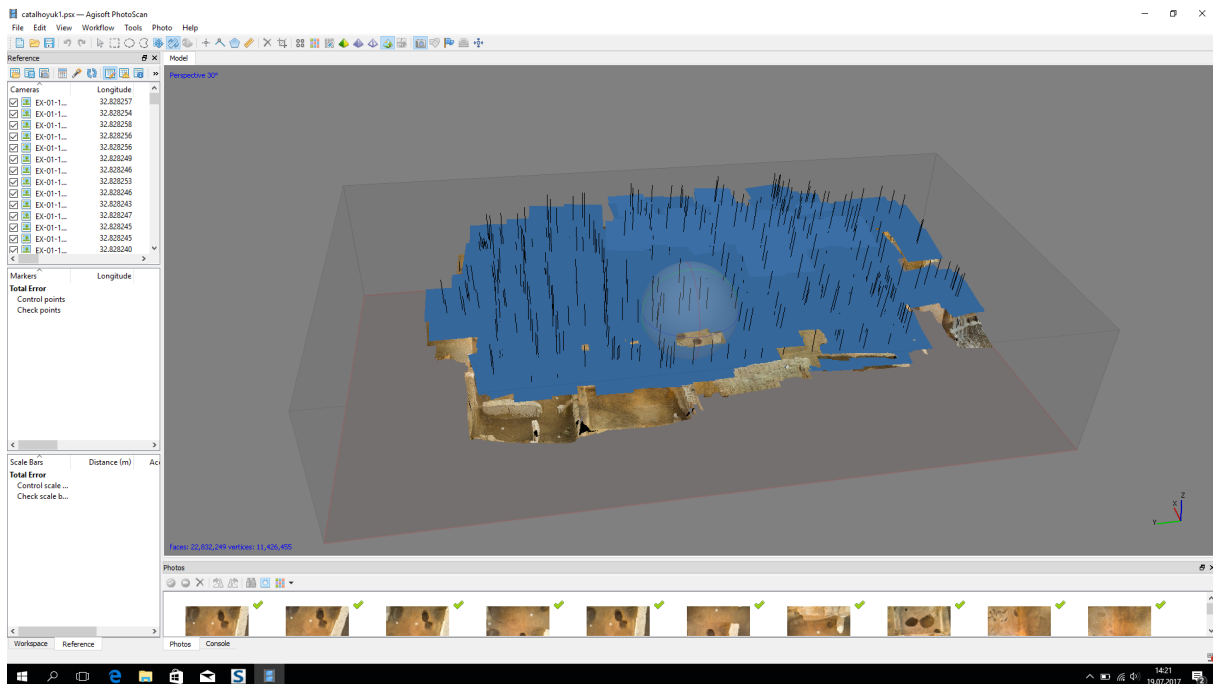 catalhoyuk1.psx — Agisoft PhotoScan
File Edit View Workflow Tools Photo Help
Reference
Model
»
Perspective 30°
Cameras Longitude
EX-01-1... 32.828257
EX-01-1... 32.828254
EX-01-1... 32.828258
EX-01-1... 32.828256
EX-01-1... 32.828256
EX-01-1... 32.828249
EX-01-1... 32.828246
EX-01-1... 32.828253
EX-01-1... 32.828246
EX-01-1... 32.828243
EX-01-1... 32.828247
EX-01-1... 32.828245
EX-01-1... 32.828245
EX-01-1... 32.828240
Markers Longitude
Total Error
Control points
Check points
Scale Bars Distance (m) Acc
Total Error
Control scale ...
Check scale b...
Z
X
Y
Faces: 22,832,249 vertices: 11,426,455
Photos
Workspace Reference
Photos Console
S
14:21
19.07.2017
2